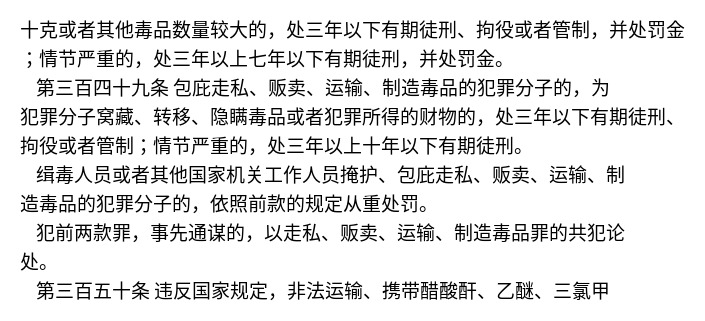 十克或者其他毒品数量较大的，处三年以下有期徒刑、拘役或者管制，并处罚金
；情节严重的，处三年以上七年以下有期徒刑，并处罚金。
第三百四十九条 包庇走私、贩卖、运输、制造毒品的犯罪分子的，为
犯罪分子窝藏、转移、隐瞒毒品或者犯罪所得的财物的，处三年以下有期徒刑、
拘役或者管制；情节严重的，处三年以上十年以下有期徒刑。
缉毒人员或者其他国家机关工作人员掩护、包庇走私、贩卖、运输、制
造毒品的犯罪分子的，依照前款的规定从重处罚。
犯前两款罪，事先通谋的，以走私、贩卖、运输、制造毒品罪的共犯论
处。
第三百五十条 违反国家规定，非法运输、携带醋酸酐、乙醚、三氯甲